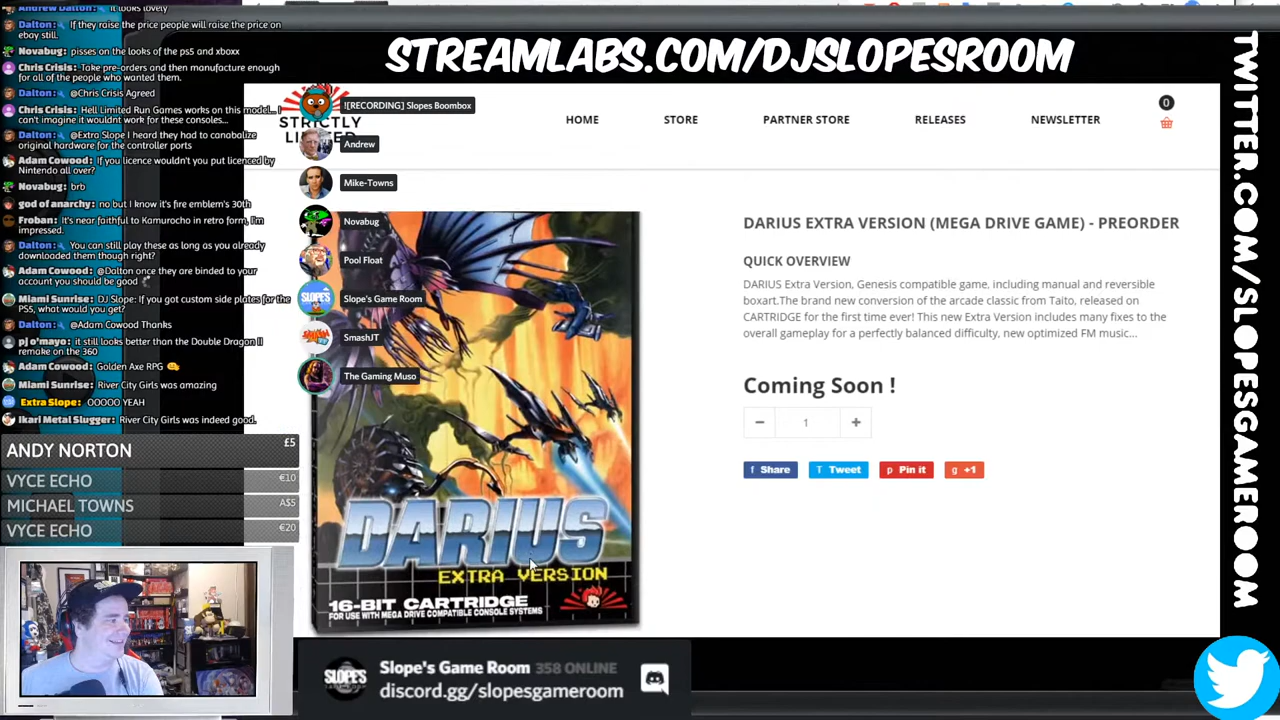 Andrew Dalton: It looks lovely
Dalton: If they raise the price people will raise the price on
ebay still.
Novabug: pisses on the looks of the ps5 and xboxx
Chris Crisis: Take pre-orders and then manufacture enough
for all of the people who wanted them.
Dalton: @Chris Crisis Agreed
Chris Crisis: Hell Limited Run Games works on this model... I
can't imagine it wouldnt work for these consoles...
Dalton: @Extra Slope I heard they had to canabalize
original hardware for the controller ports
Adam Cowood: If you licence wouldn't you put licenced by
Nintendo all over?
Novabug: brb
god of anarchy: no but I know it's fire emblem's 30th
Froban: It's near faithful to Kamurocho in retro form, I'm
impressed.
Dalton: You can still play these as long as you already
downloaded them though right?
Adam Cowood: @Dalton once they are binded to your
account you should be good
Miami Sunrise: DJ Slope: If you got custom side plates for the
PS5, what would you get?
Dalton: @Adam Cowood Thanks
pj o'mayo: it still looks better than the Double Dragon II
remake on the 360
Adam Cowood: Golden Axe RPG
Miami Sunrise: River City Girls was amazing
Extra Slope: OOOOO YEAH
Ikari Metal Slugger: River City Girls was indeed good.
ANDY NORTON £5
VYCE ECHO €10
MICHAEL TOWNS A$5
VYCE ECHO €20
STREAMLABS.COM/DJSLOPESROOM
STRICTLY
LIMITED
![RECORDING] Slopes Boombox
Andrew
Mike-Towns
Novabug
Pool Float
Slope's Game Room
SmashJT
The Gaming Muso
HOME
STORE
PARTNER STORE
RELEASES
NEWSLETTER
0
DARIUS EXTRA VERSION (MEGA DRIVE GAME) - PREORDER
QUICK OVERVIEW
DARIUS Extra Version, Genesis compatible game, including manual and reversible
boxart.The brand new conversion of the arcade classic from Taito, released on
CARTRIDGE for the first time ever! This new Extra Version includes many fixes to the
overall gameplay for a perfectly balanced difficulty, new optimized FM music...
Coming Soon !
− 1 +
f Share
T Tweet
p Pin it
g +1
DARIUS
EXTRA VERSION
16-BIT CARTRIDGE
FOR USE WITH MEGA DRIVE COMPATIBLE CONSOLE SYSTEMS
SLOPE'S
Slope's Game Room 358 ONLINE
discord.gg/slopesgameroom
TWITTER.COM/SLOPESGAMEROOM